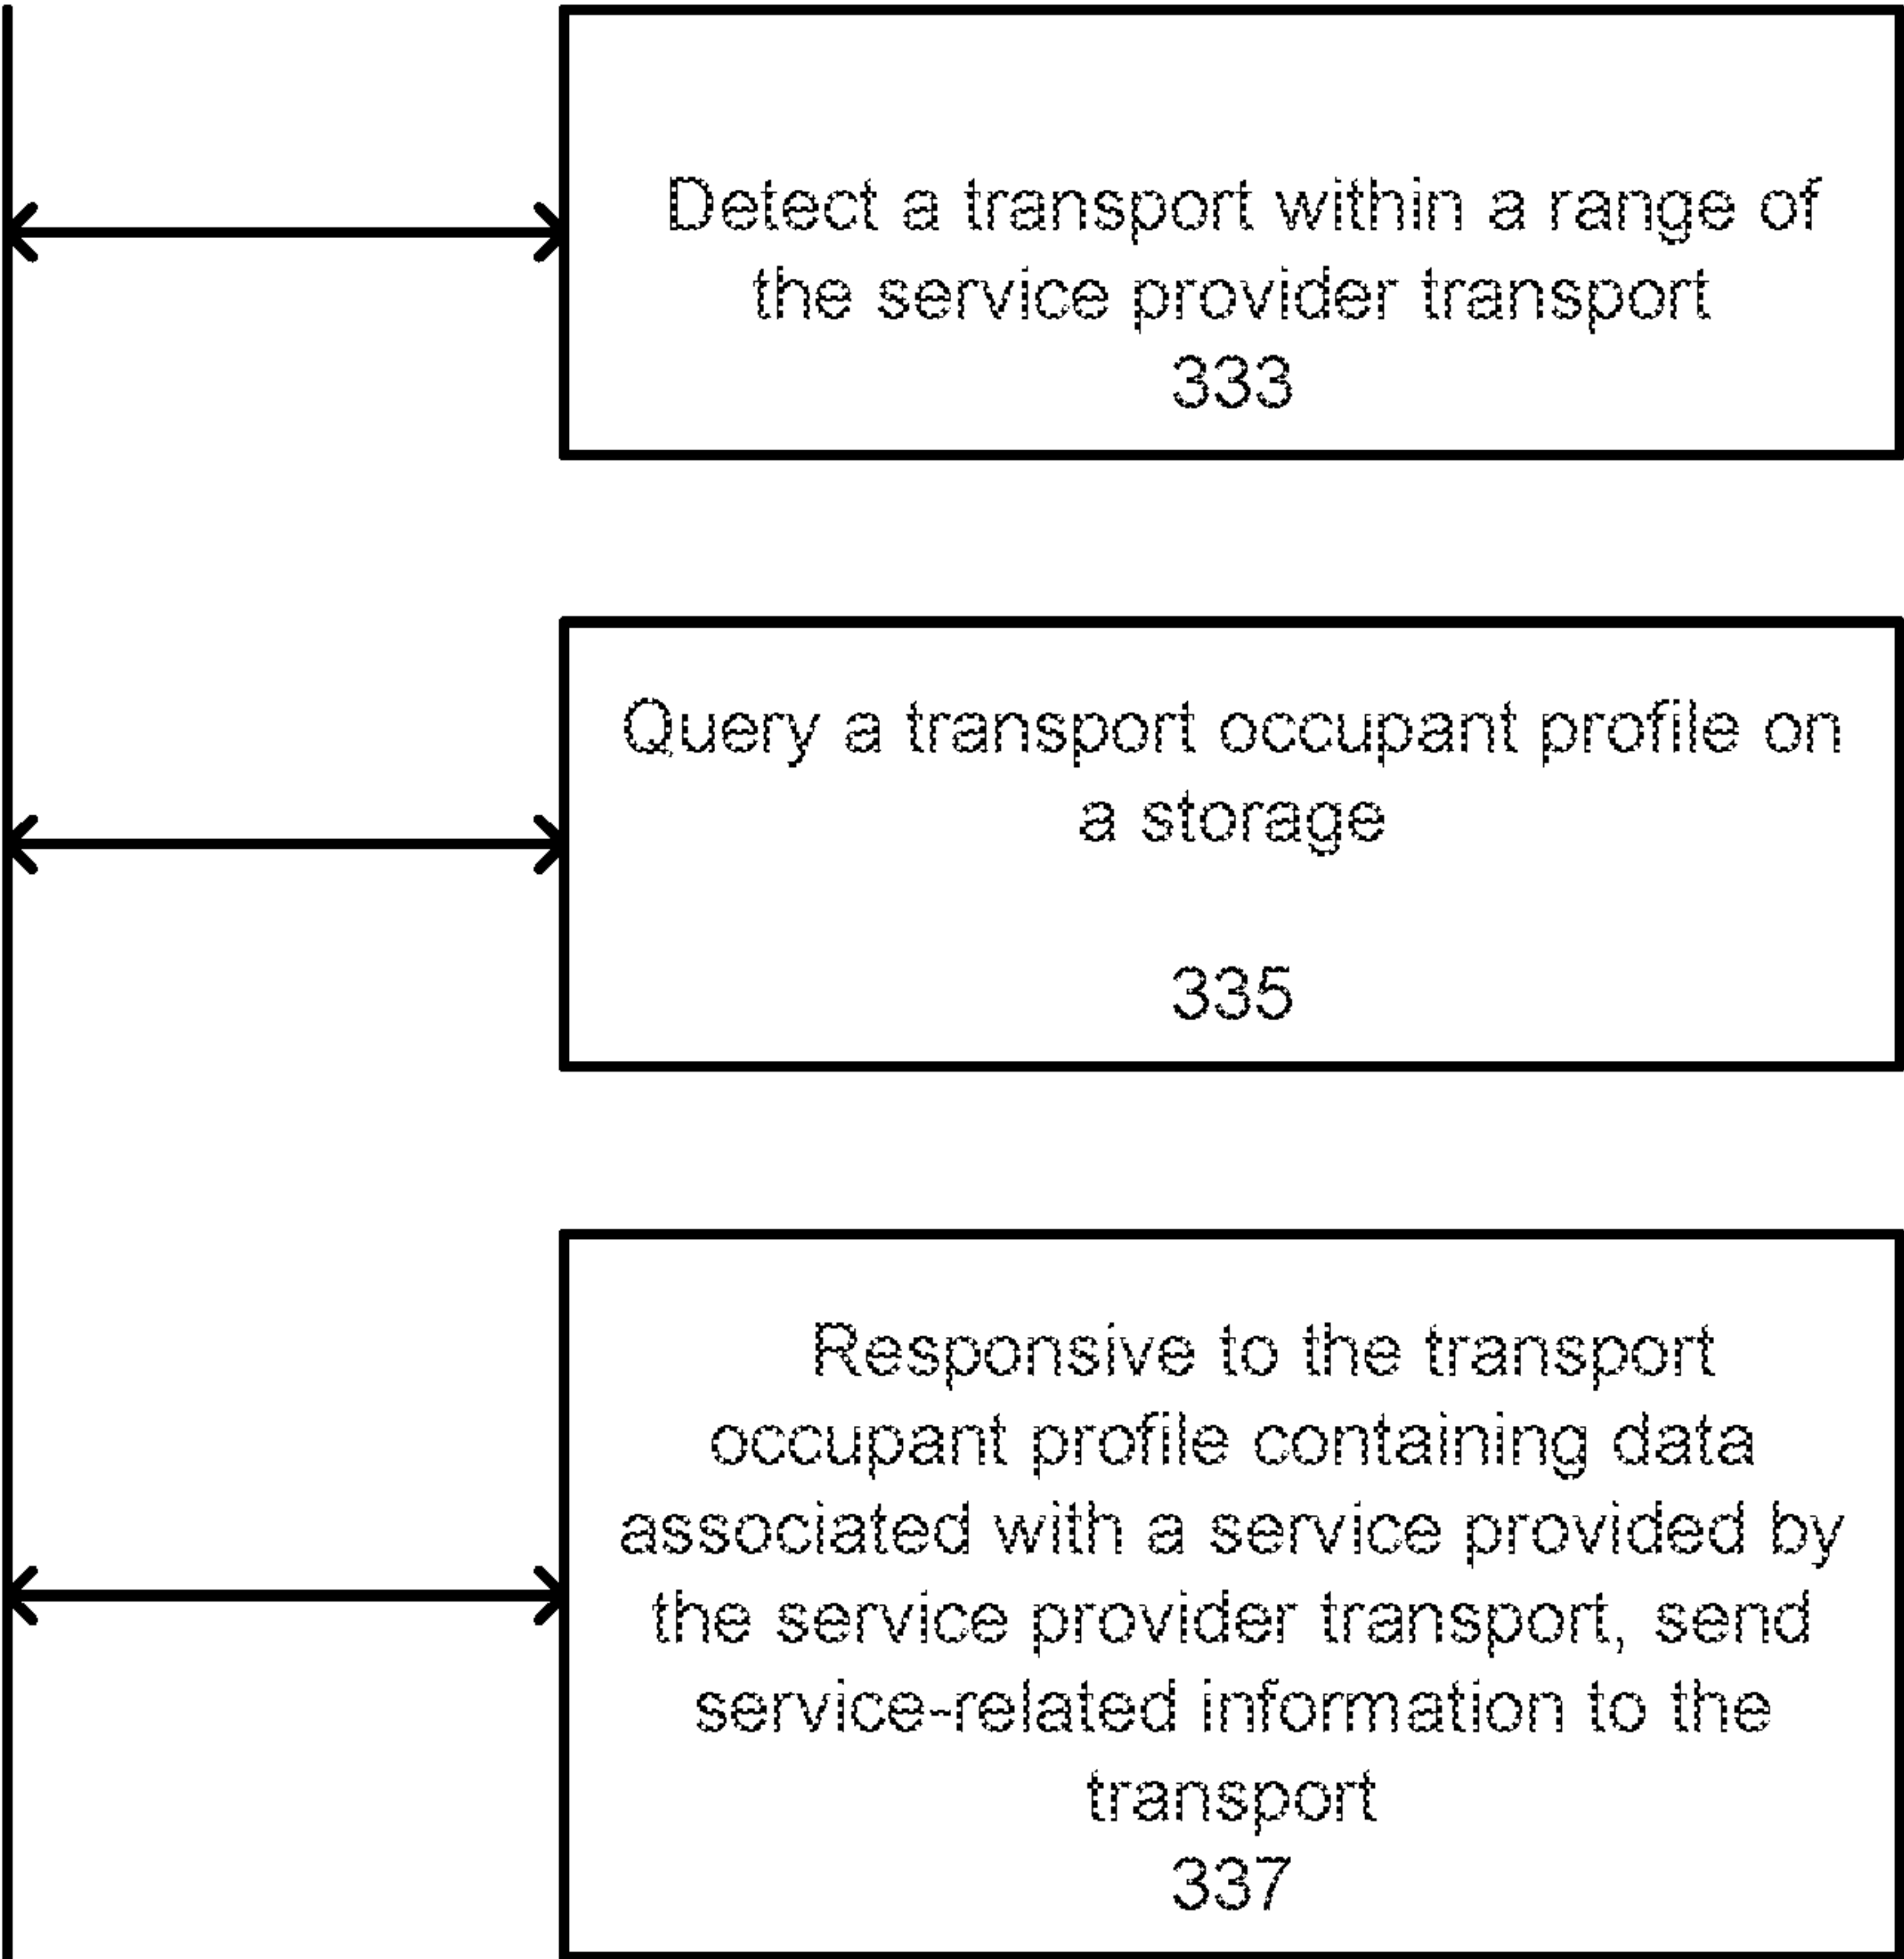 Detect a transport within a range of
the service provider transport
333
Query a transport occupant profile on
a storage
335
Responsive to the transport
occupant profile containing data
associated with a service provided by
the service provider transport, send
service-related information to the
transport
337